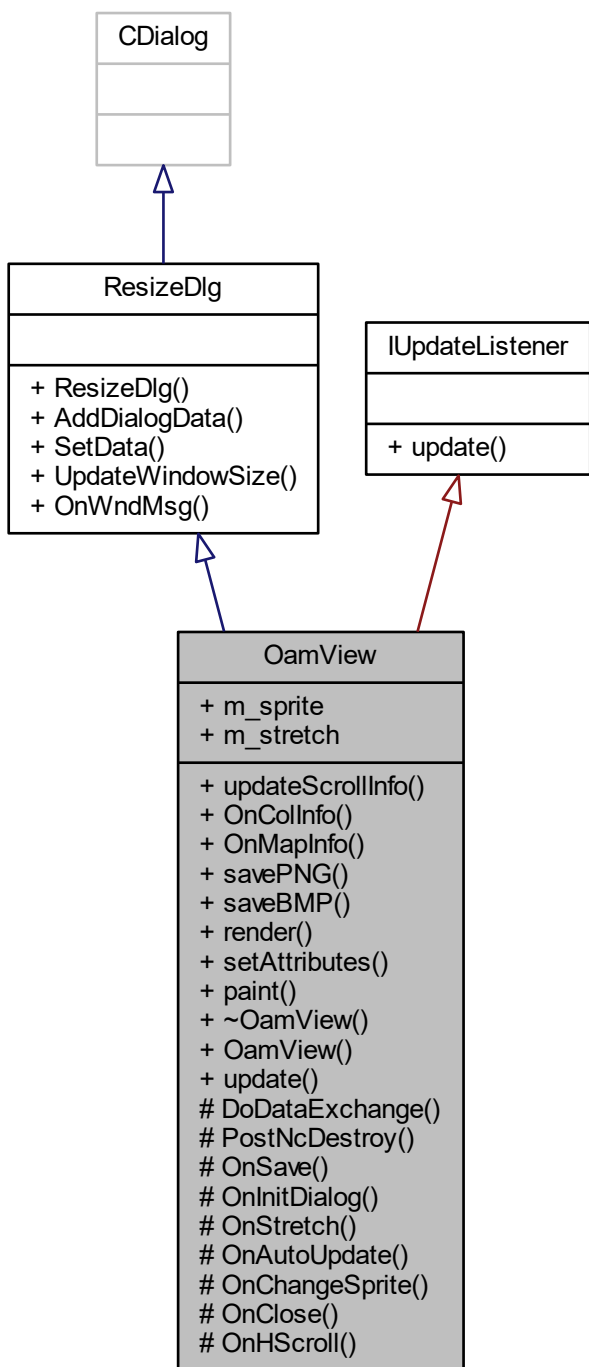 CDialog
ResizeDlg
+ ResizeDlg()
+ AddDialogData()
+ SetData()
+ UpdateWindowSize()
+ OnWndMsg()
IUpdateListener
+ update()
OamView
+ m_sprite
+ m_stretch
+ updateScrollInfo()
+ OnColInfo()
+ OnMapInfo()
+ savePNG()
+ saveBMP()
+ render()
+ setAttributes()
+ paint()
+ ~OamView()
+ OamView()
+ update()
# DoDataExchange()
# PostNcDestroy()
# OnSave()
# OnInitDialog()
# OnStretch()
# OnAutoUpdate()
# OnChangeSprite()
# OnClose()
# OnHScroll()